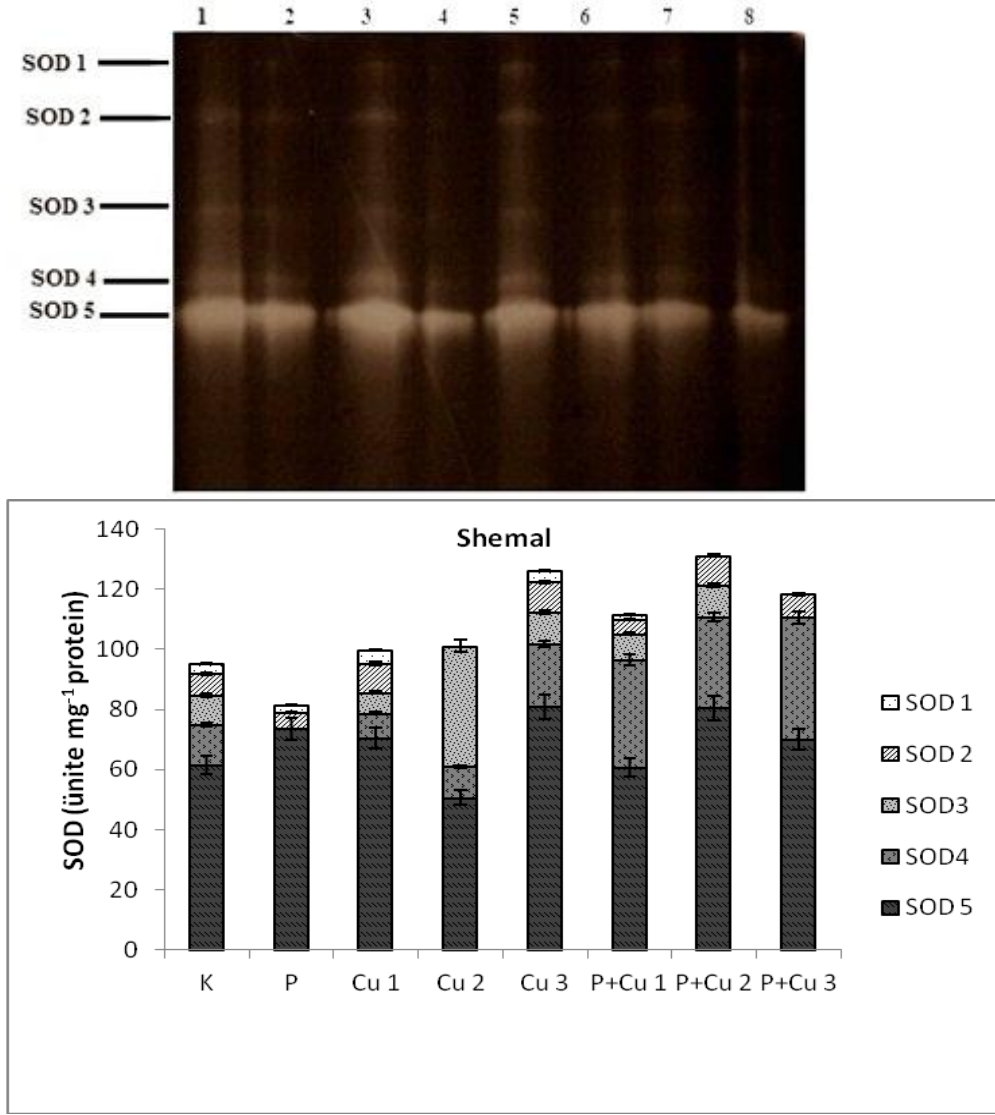 1 2 3 4 5 6 7 8
SOD 1
SOD 2
SOD 3
SOD 4
SOD 5
Shemal
SOD (ünite mg⁻¹ protein)
140
120
100
80
60
40
20
0
K P Cu 1 Cu 2 Cu 3 P+Cu 1 P+Cu 2 P+Cu 3
SOD 1
SOD 2
SOD3
SOD4
SOD 5